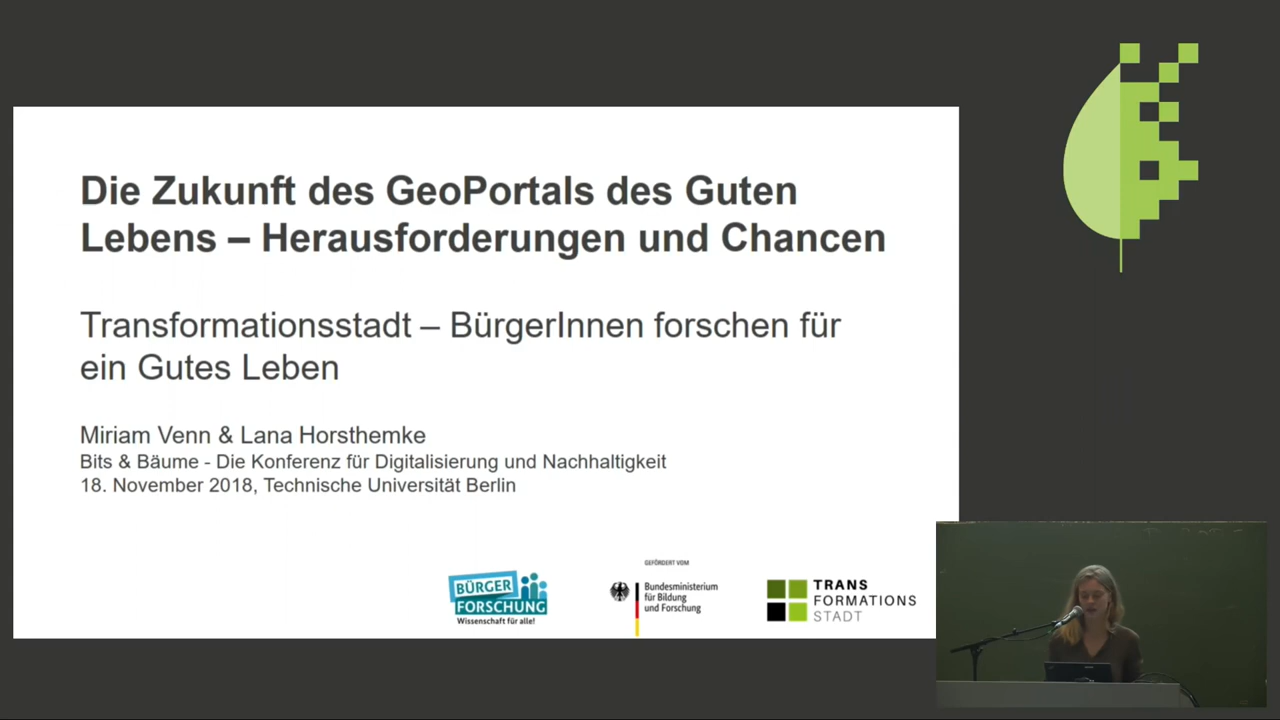 Die Zukunft des GeoPortals des Guten
Lebens – Herausforderungen und Chancen
Transformationsstadt – BürgerInnen forschen für
ein Gutes Leben
Miriam Venn & Lana Horsthemke
Bits & Bäume - Die Konferenz für Digitalisierung und Nachhaltigkeit
18. November 2018, Technische Universität Berlin
BÜRGER
FORSCHUNG
Wissenschaft für alle!
GEFÖRDERT VOM
Bundesministerium
für Bildung
und Forschung
TRANS
FORMATIONS
STADT